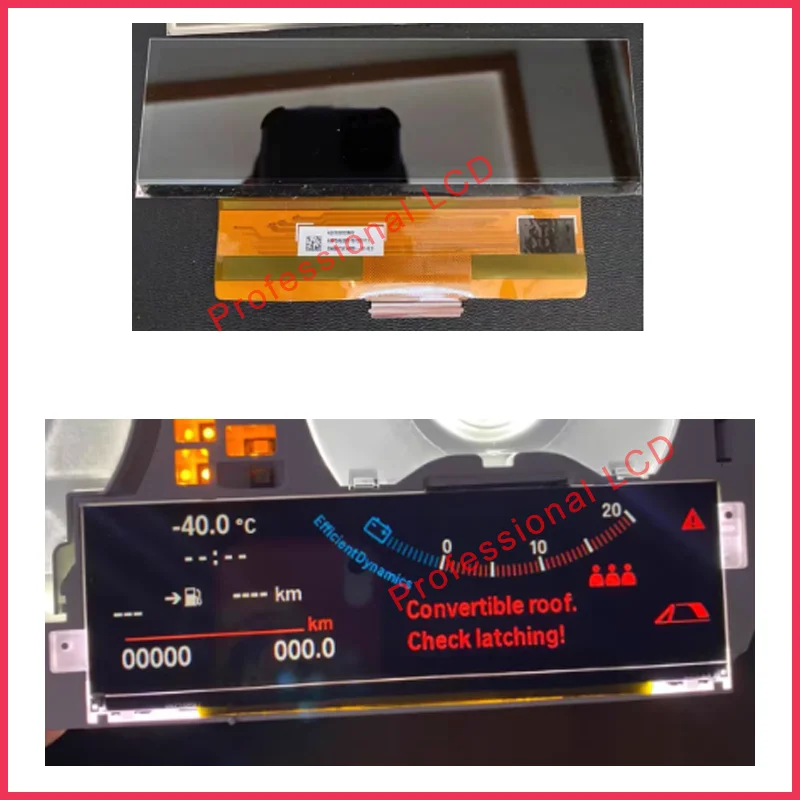 Professional LCD
-40.0 °C
--:--
EfficientDynamics
0
10
20
---
---- km
km
00000
000.0
Convertible roof.
Check latching!
Professional LCD